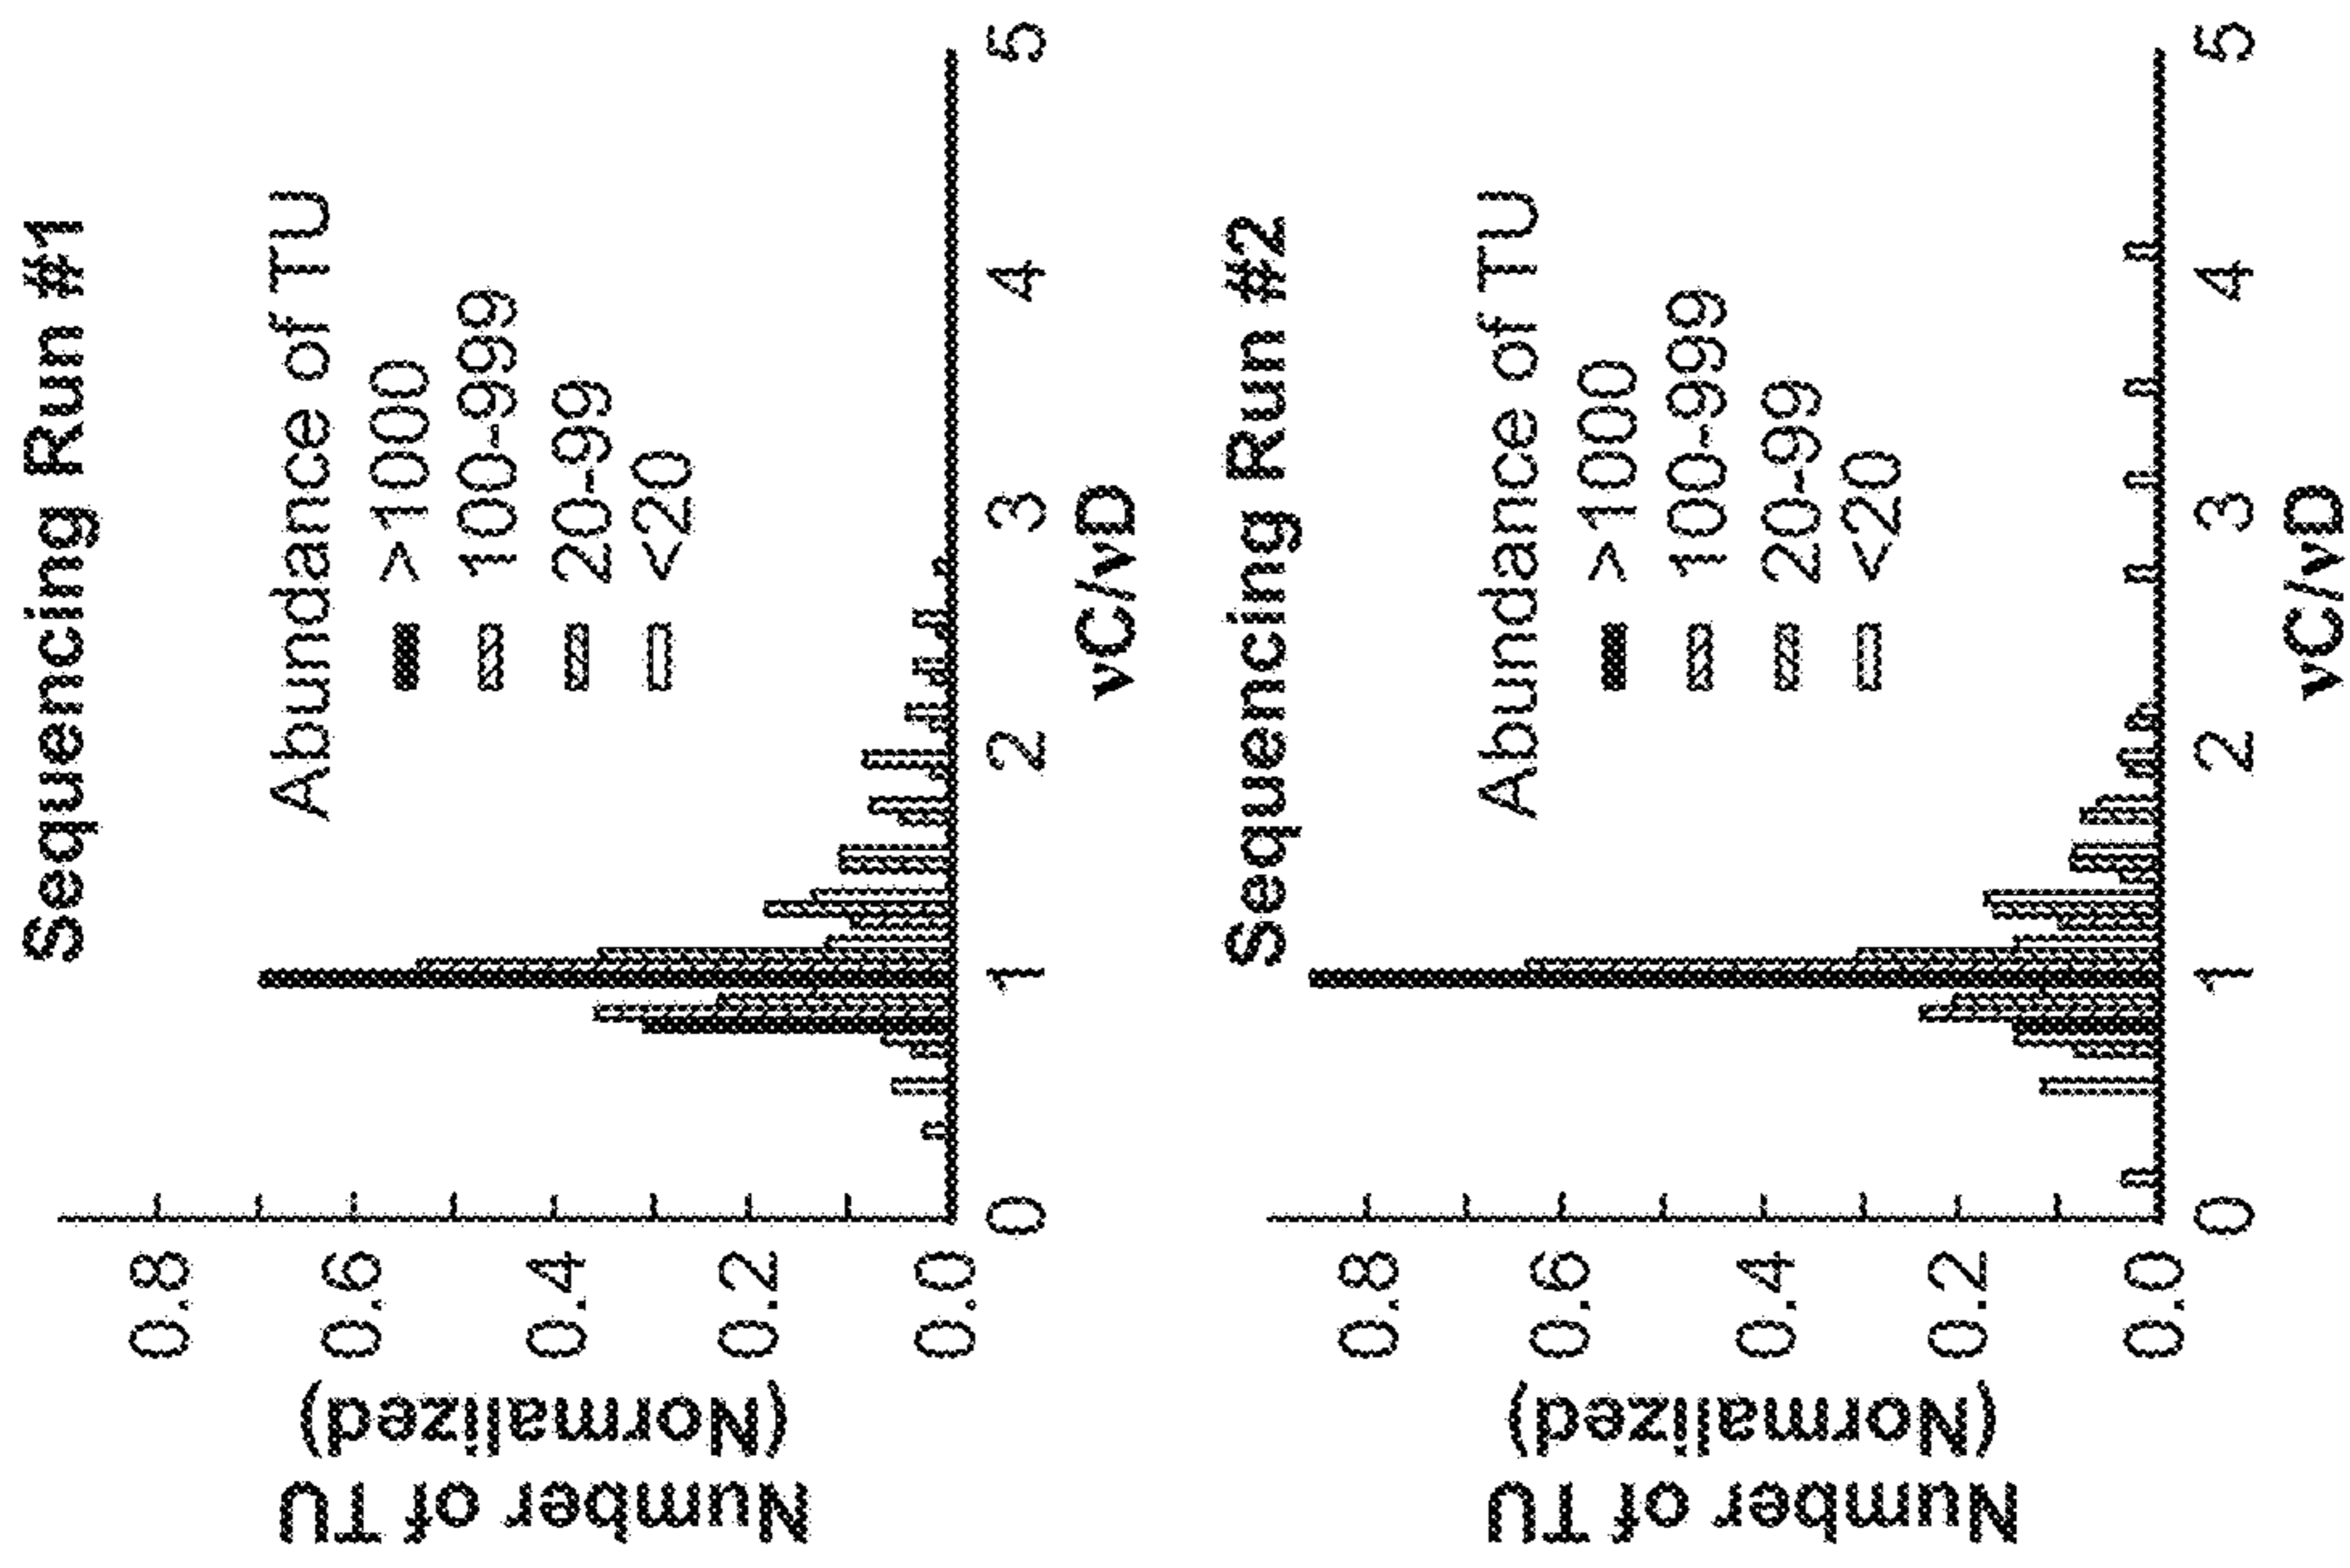 Sequencing Run #1
Abundance of TU
>1000
100-999
20-99
<20
Number of TU
(Normalized)
0.8
0.6
0.4
0.2
0.0
0 1 2 3 4 5
vC/vD
Sequencing Run #2
Abundance of TU
>1000
100-999
20-99
<20
Number of TU
(Normalized)
0.8
0.6
0.4
0.2
0.0
0 1 2 3 4 5
vC/vD